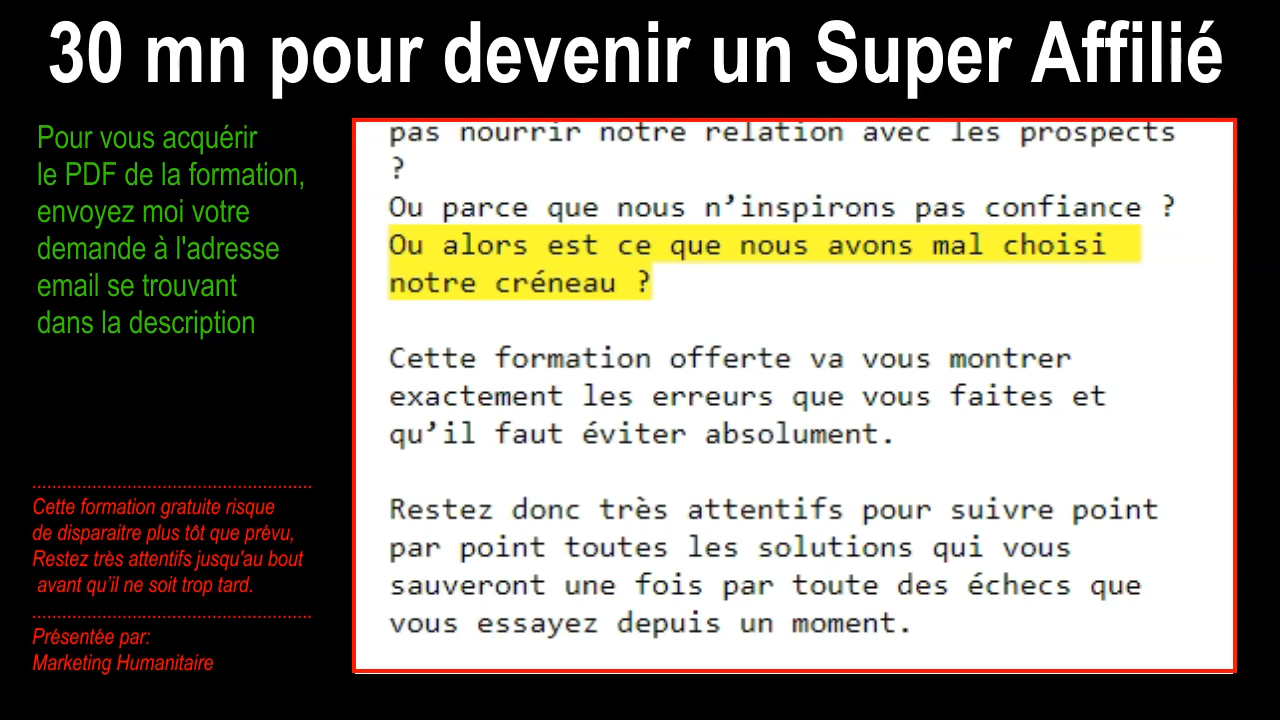 30 mn pour devenir un Super Affilié
Pour vous acquérir
le PDF de la formation,
envoyez moi votre
demande à l'adresse
email se trouvant
dans la description
Cette formation gratuite risque
de disparaitre plus tôt que prévu,
Restez très attentifs jusqu'au bout
avant qu'il ne soit trop tard.
Présentée par:
Marketing Humanitaire
pas nourrir notre relation avec les prospects
?
Ou parce que nous n’inspirons pas confiance ?
Ou alors est ce que nous avons mal choisi
notre créneau ?
Cette formation offerte va vous montrer
exactement les erreurs que vous faites et
qu’il faut éviter absolument.
Restez donc très attentifs pour suivre point
par point toutes les solutions qui vous
sauveront une fois par toute des échecs que
vous essayez depuis un moment.